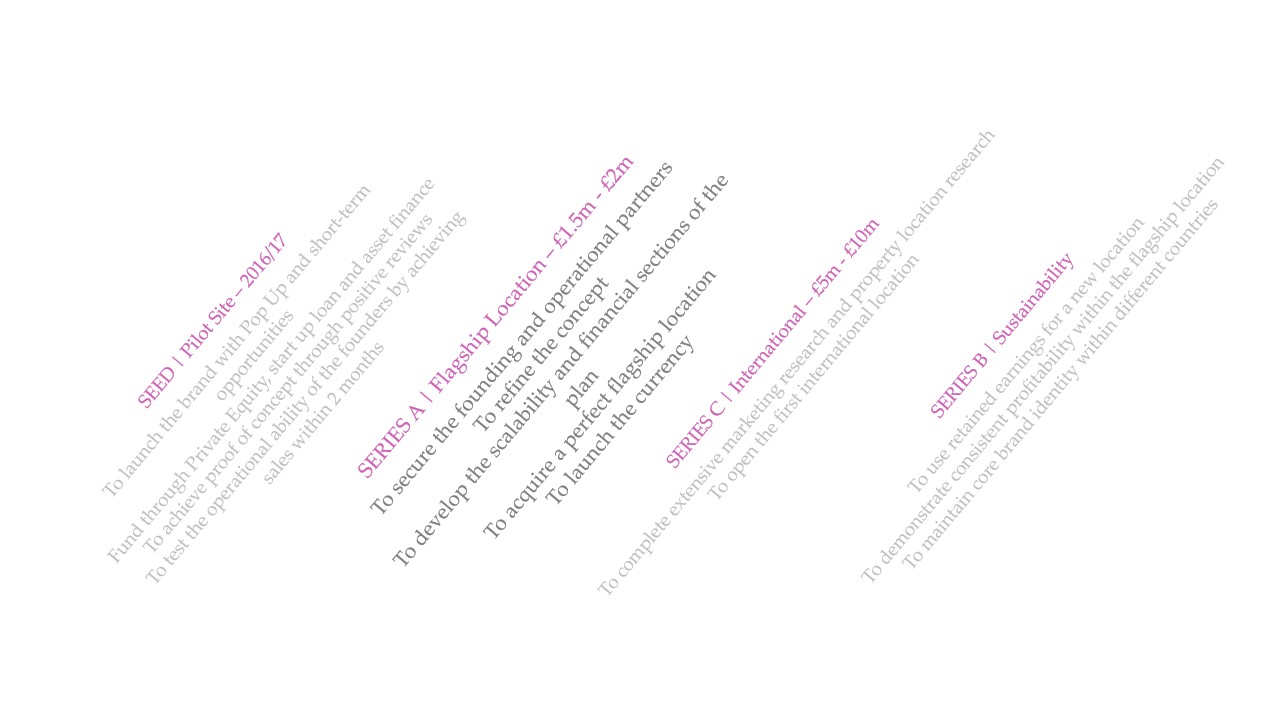 SEED | Pilot Site – 2016/17
To launch the brand with Pop Up and short-term
opportunities
Fund through Private Equity, start up loan and asset finance
To achieve proof of concept through positive reviews
To test the operational ability of the founders by achieving
sales within 2 months
SERIES A | Flagship Location – £1.5m - £2m
To secure the founding and operational partners
To refine the concept
To develop the scalability and financial sections of the
plan
To acquire a perfect flagship location
To launch the currency
SERIES C | International – £5m - £10m
To complete extensive marketing research and property location research
To open the first international location
SERIES B | Sustainability
To use retained earnings for a new location
To demonstrate consistent profitability within the flagship location
To maintain core brand identity within different countries